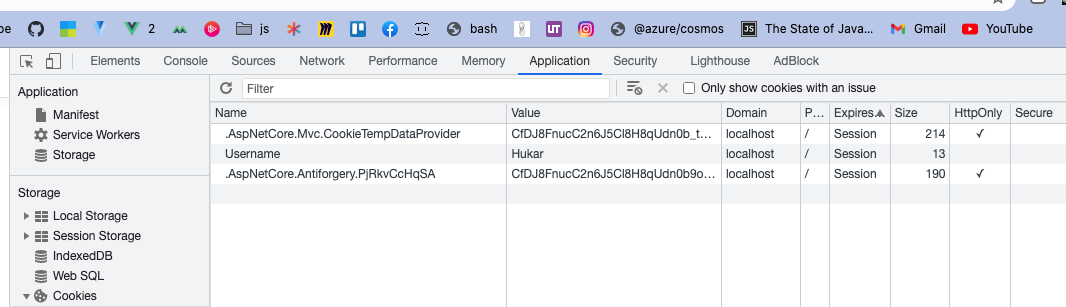 be 2 js bash UT @azure/cosmos JS The State of Java... Gmail YouTube
Elements Console Sources Network Performance Memory Application Security Lighthouse AdBlock
Application
Manifest
Service Workers
Storage
Storage
Local Storage
Session Storage
IndexedDB
Web SQL
Cookies
Filter Only show cookies with an issue
Name Value Domain P... Expires... Size HttpOnly Secure
.AspNetCore.Mvc.CookieTempDataProvider CfDJ8FnucC2n6J5Cl8H8qUdn0b_t... localhost / Session 214 ✓
Username Hukar localhost / Session 13
.AspNetCore.Antiforgery.PjRkvCcHqSA CfDJ8FnucC2n6J5Cl8H8qUdn0b9o... localhost / Session 190 ✓